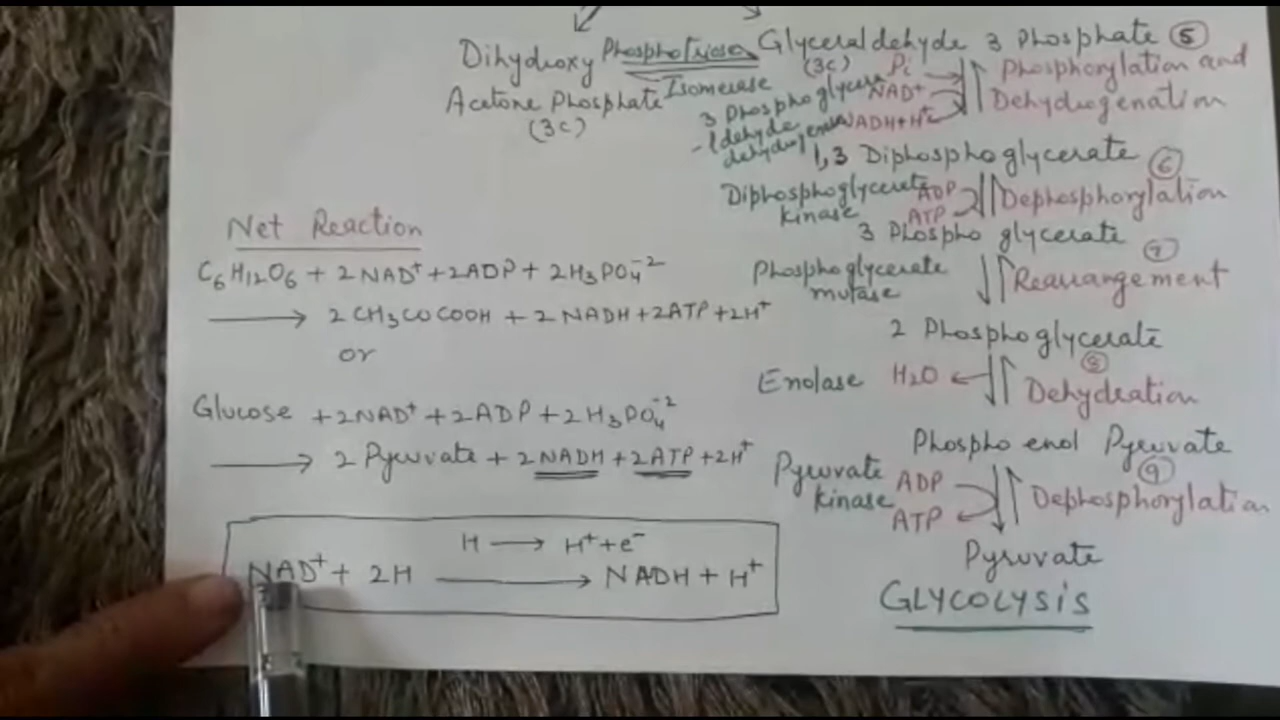 Dihydroxy Acetone Phosphate (3C)
Phosphotriose Isomerase
Glyceraldehyde 3 Phosphate (5)
(3C)
3 Phosphoglycera
-ldehyde
dehydrogenase
Pi
NAD+
NADH+H+
Phosphorylation and
Dehydrogenation
1,3 Diphosphoglycerate (6)
Diphosphoglycerate
kinase
ADP
ATP
Dephosphorylation
3 Phospho glycerate
(7)
Phosphoglycerate
mutase
Rearrangement
2 Phosphoglycerate
(8)
Enolase H2O Dehydration
Phospho enol Pyruvate
(9)
Pyruvate
kinase
ADP
ATP
Dephosphorylation
Pyruvate
GLYCOLYSIS
Net Reaction
C6H12O6 + 2NAD+ + 2ADP + 2H3PO4-2
⟶ 2CH3COCOOH + 2NADH + 2ATP + 2H+
or
Glucose + 2NAD+ + 2ADP + 2H3PO4-2
⟶ 2 Pyruvate + 2NADH + 2ATP + 2H+
H ⟶ H+ + e-
NAD+ + 2H ⟶ NADH + H+